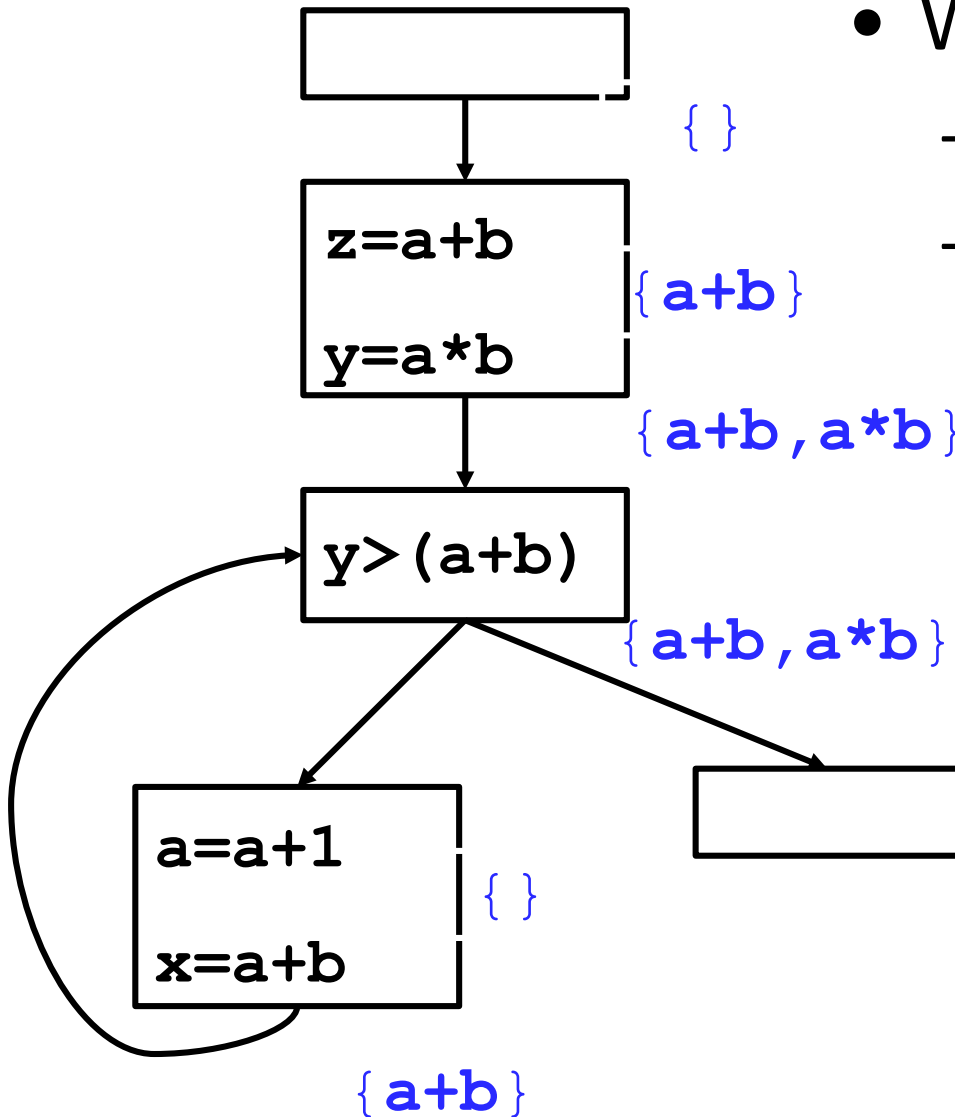 { }
z=a+b
{a+b}
y=a*b
{a+b,a*b}
y>(a+b)
{a+b,a*b}
a=a+1
{ }
x=a+b
{a+b}